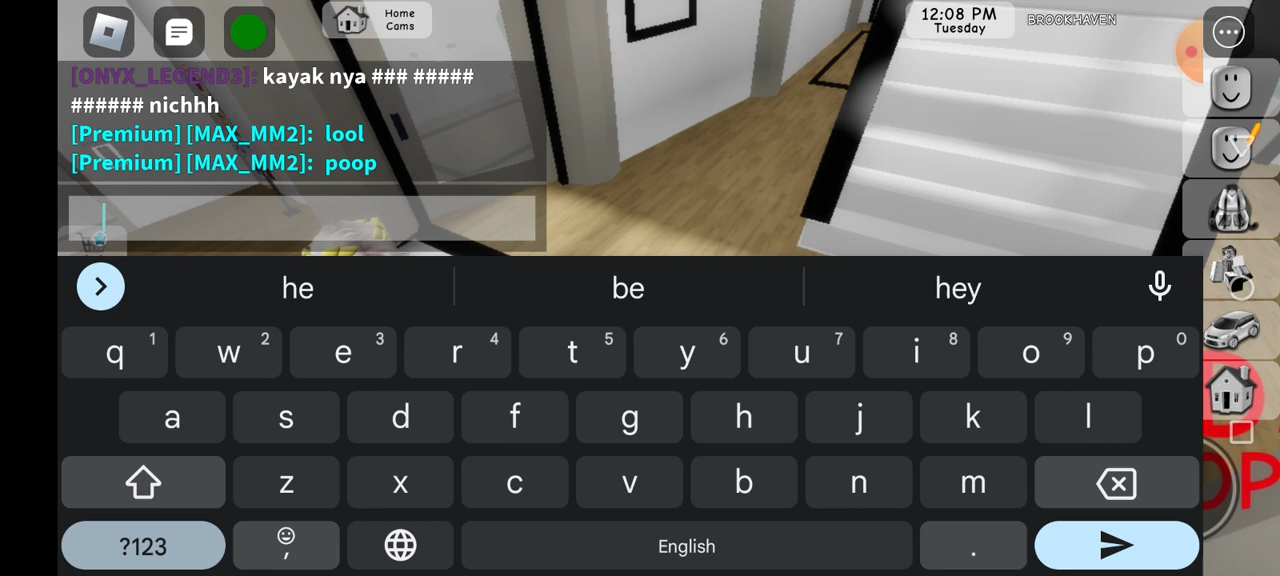 Home
Cams
12:08 PM
Tuesday
BROOKHAVEN
[ONYX_LEGEND3]: kayak nya ### #####
###### nichhh
[Premium] [MAX_MM2]: lool
[Premium] [MAX_MM2]: poop
he be hey
q 1 w 2 e 3 r 4 t 5 y 6 u 7 i 8 o 9 p 0
a s d f g h j k l
z x c v b n m
OP
?123 , English .